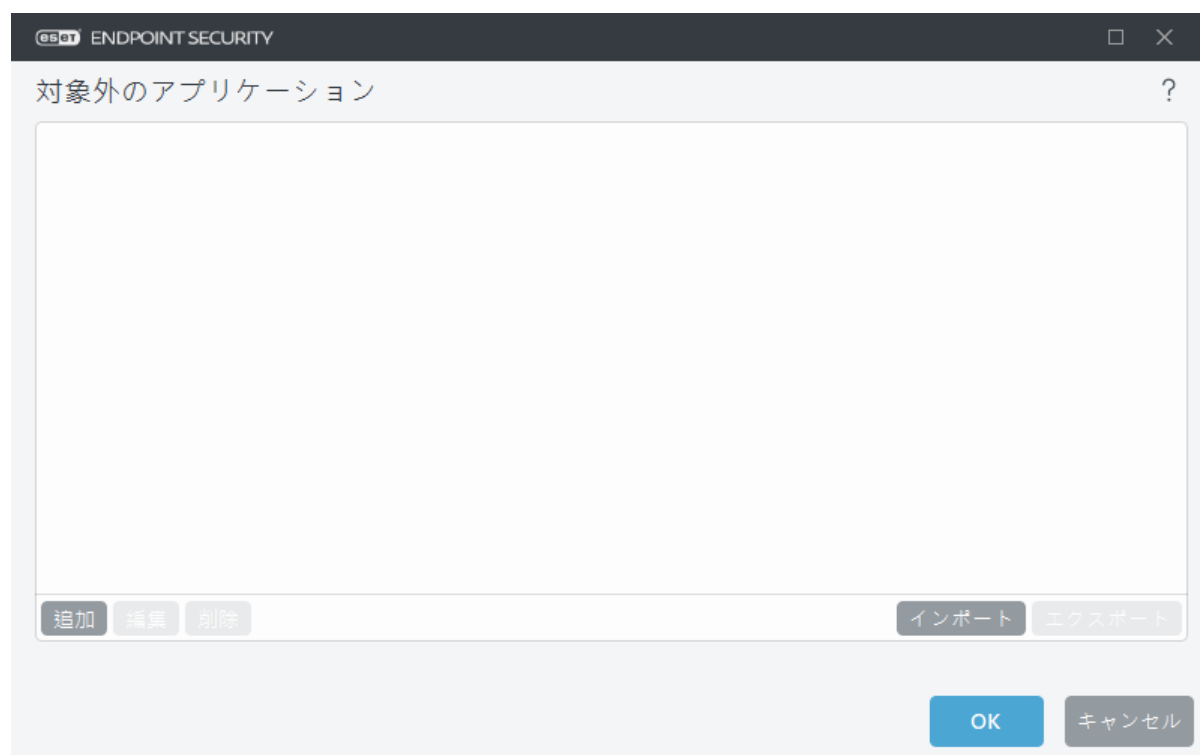 eset ENDPOINT SECURITY
対象外のアプリケーション
?
追加 編集 削除 インポート エクスポート
OK キャンセル